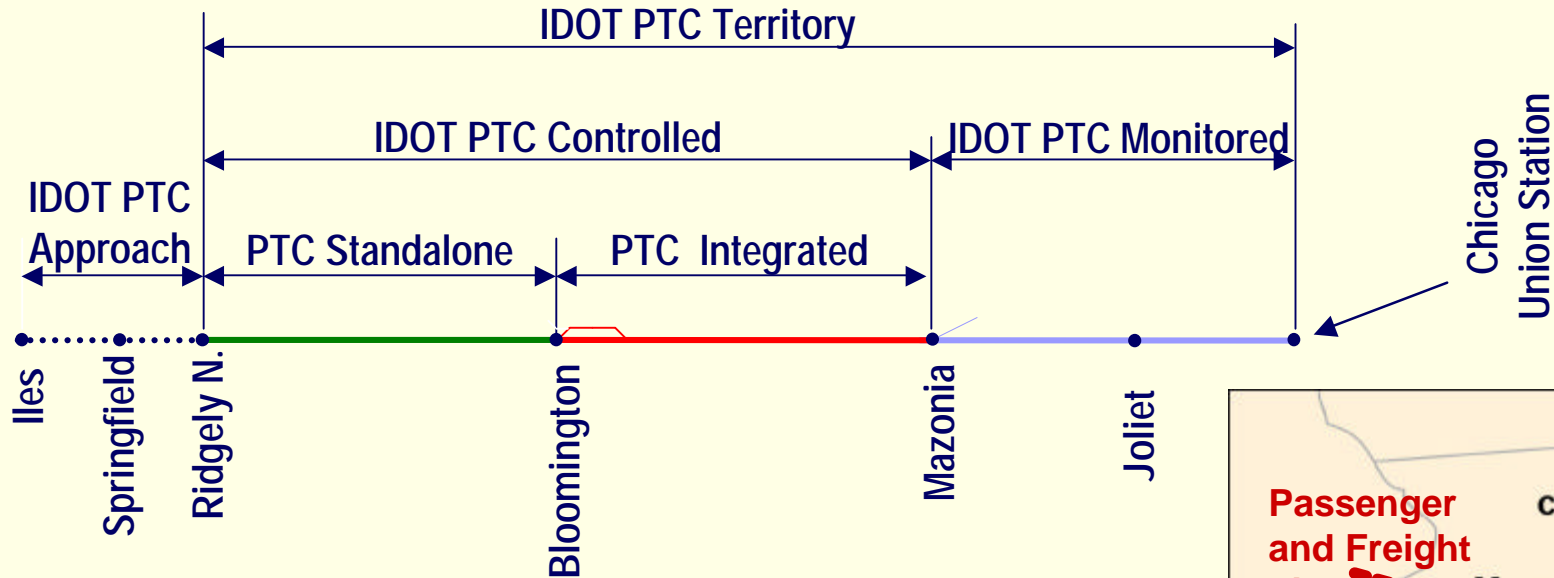 IDOT PTC Territory
IDOT PTC Controlled
IDOT PTC Monitored
IDOT PTC
Approach
PTC Standalone
PTC Integrated
Chicago
Union Station
Iles
Springfield
Ridgely N.
Bloomington
Mazonia
Joliet
Passenger
and Freight